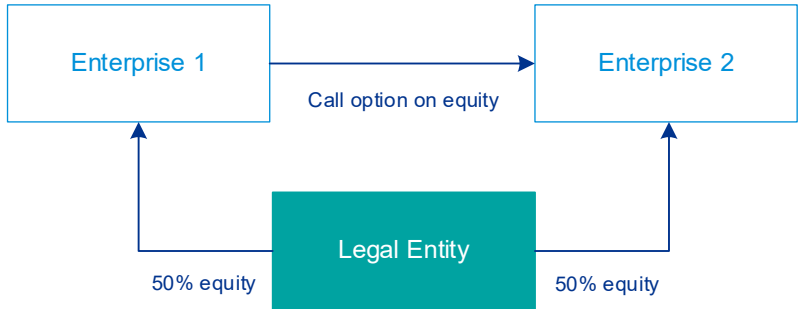 Enterprise 1
Enterprise 2
Call option on equity
Legal Entity
50% equity
50% equity